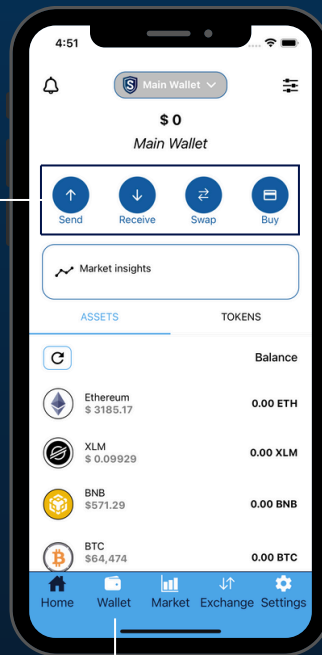 4:51
Main Wallet
$ 0
Main Wallet
Send Receive Swap Buy
Market insights
ASSETS TOKENS
Balance
Ethereum
$ 3185.17 0.00 ETH
XLM
$ 0.09929 0.00 XLM
BNB
$571.29 0.00 BNB
BTC
$64,474 0.00 BTC
Home Wallet Market Exchange Settings